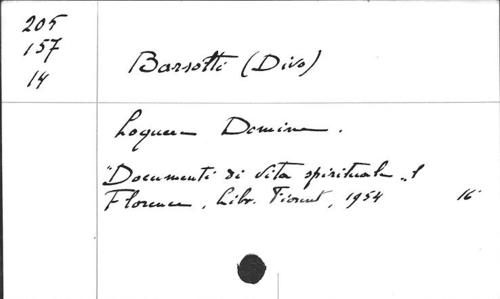 205
157
14
Barsotti (Divo)
Loquere Domine.
"Documenti di vita spirituale„ 1
Florence, Libr. Fiorent., 1954 16°